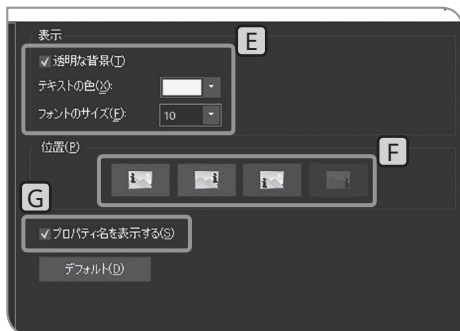 表示
E
透明な背景(T)
テキストの色(X):
フォントのサイズ(F):
10
位置(P)
F
G
プロパティ名を表示する(S)
デフォルト(D)